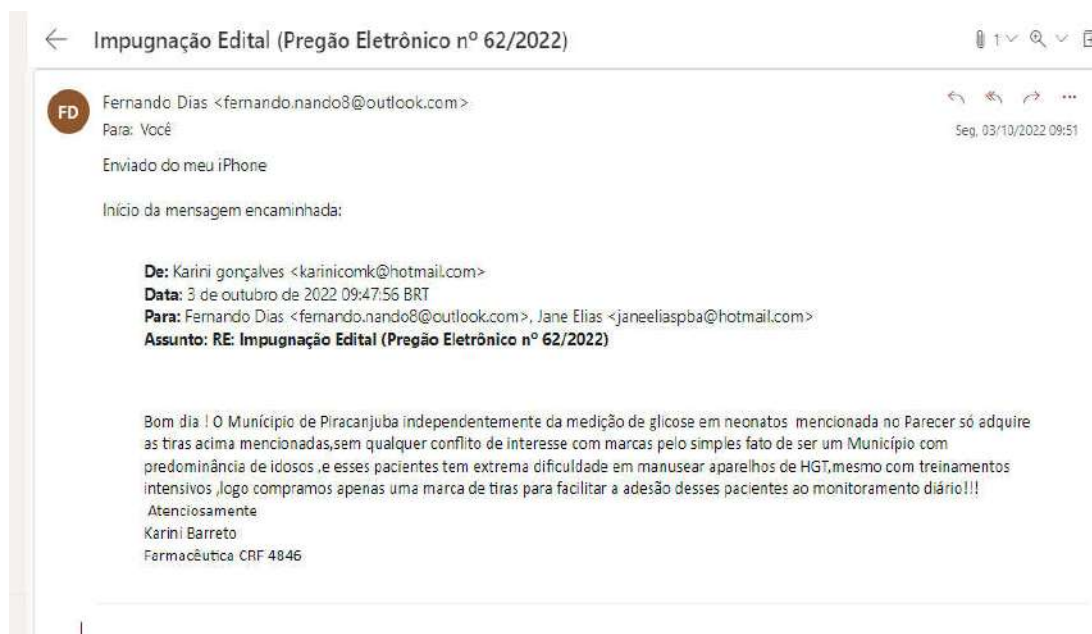 Impugnação Edital (Pregão Eletrônico nº 62/2022)
1
FD
Fernando Dias <fernando.nando8@outlook.com>
Para: Você
Seg, 03/10/2022 09:51
Enviado do meu iPhone
Início da mensagem encaminhada:
De: Karini gonçalves <karinicomk@hotmail.com>
Data: 3 de outubro de 2022 09:47:56 BRT
Para: Fernando Dias <fernando.nando8@outlook.com>, Jane Elias <janeeliaspba@hotmail.com>
Assunto: RE: Impugnação Edital (Pregão Eletrônico nº 62/2022)
Bom dia ! O Munícipio de Piracanjuba independentemente da medição de glicose em neonatos mencionada no Parecer só adquire
as tiras acima mencionadas,sem qualquer conflito de interesse com marcas pelo simples fato de ser um Município com
predominância de idosos ,e esses pacientes tem extrema dificuldade em manusear aparelhos de HGT,mesmo com treinamentos
intensivos ,logo compramos apenas uma marca de tiras para facilitar a adesão desses pacientes ao monitoramento diário!!!
Atenciosamente
Karini Barreto
Farmacêutica CRF 4846